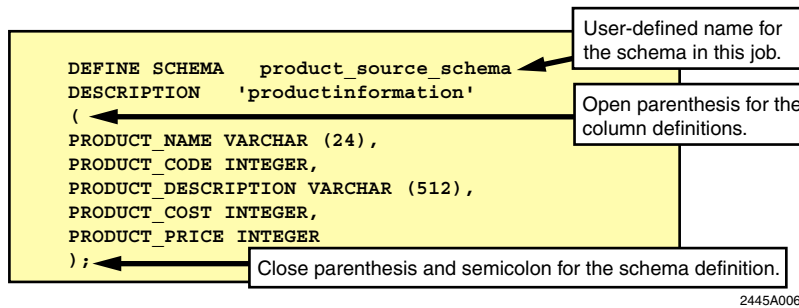 User-defined name for
the schema in this job.
DEFINE SCHEMA product_source_schema
DESCRIPTION 'productinformation'
(
Open parenthesis for the
column definitions.
PRODUCT_NAME VARCHAR (24),
PRODUCT_CODE INTEGER,
PRODUCT_DESCRIPTION VARCHAR (512),
PRODUCT_COST INTEGER,
PRODUCT_PRICE INTEGER
);
Close parenthesis and semicolon for the schema definition.
2445A006